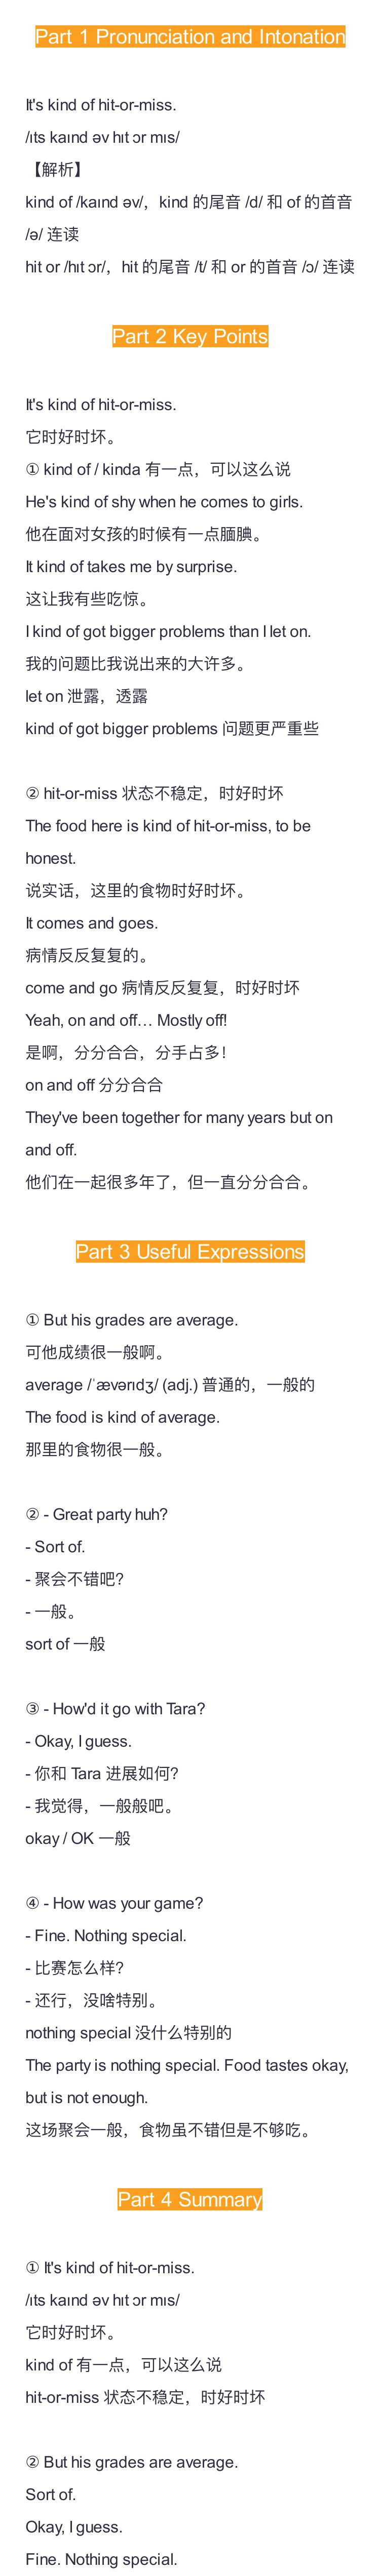 Part 1 Pronunciation and Intonation
It's kind of hit-or-miss.
/ɪts kaɪnd əv hɪt ɔr mɪs/
【解析】
kind of /kaɪnd əv/，kind 的尾音 /d/ 和 of 的首音
/ə/ 连读
hit or /hɪt ɔr/，hit 的尾音 /t/ 和 or 的首音 /ɔ/ 连读
Part 2 Key Points
It's kind of hit-or-miss.
它时好时坏。
① kind of / kinda 有一点，可以这么说
He's kind of shy when he comes to girls.
他在面对女孩的时候有一点腼腆。
It kind of takes me by surprise.
这让我有些吃惊。
I kind of got bigger problems than I let on.
我的问题比我说出来的大许多。
let on 泄露，透露
kind of got bigger problems 问题更严重些
② hit-or-miss 状态不稳定，时好时坏
The food here is kind of hit-or-miss, to be
honest.
说实话，这里的食物时好时坏。
It comes and goes.
病情反反复复的。
come and go 病情反反复复，时好时坏
Yeah, on and off… Mostly off!
是啊，分分合合，分手占多！
on and off 分分合合
They've been together for many years but on
and off.
他们在一起很多年了，但一直分分合合。
Part 3 Useful Expressions
① But his grades are average.
可他成绩很一般啊。
average /ˈævərɪdʒ/ (adj.) 普通的，一般的
The food is kind of average.
那里的食物很一般。
② - Great party huh?
- Sort of.
- 聚会不错吧？
- 一般。
sort of 一般
③ - How'd it go with Tara?
- Okay, I guess.
- 你和 Tara 进展如何？
- 我觉得，一般般吧。
okay / OK 一般
④ - How was your game?
- Fine. Nothing special.
- 比赛怎么样？
- 还行，没啥特别。
nothing special 没什么特别的
The party is nothing special. Food tastes okay,
but is not enough.
这场聚会一般，食物虽不错但是不够吃。
Part 4 Summary
① It's kind of hit-or-miss.
/ɪts kaɪnd əv hɪt ɔr mɪs/
它时好时坏。
kind of 有一点，可以这么说
hit-or-miss 状态不稳定，时好时坏
② But his grades are average.
Sort of.
Okay, I guess.
Fine. Nothing special.